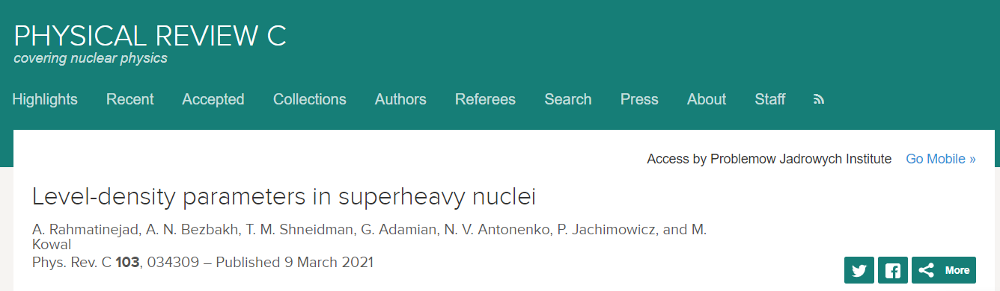 PHYSICAL REVIEW C
covering nuclear physics
Highlights Recent Accepted Collections Authors Referees Search Press About Staff
Access by Problemow Jadrowych Institute Go Mobile »
Level-density parameters in superheavy nuclei
A. Rahmatinejad, A. N. Bezbakh, T. M. Shneidman, G. Adamian, N. V. Antonenko, P. Jachimowicz, and M.
Kowal
Phys. Rev. C 103, 034309 – Published 9 March 2021
More